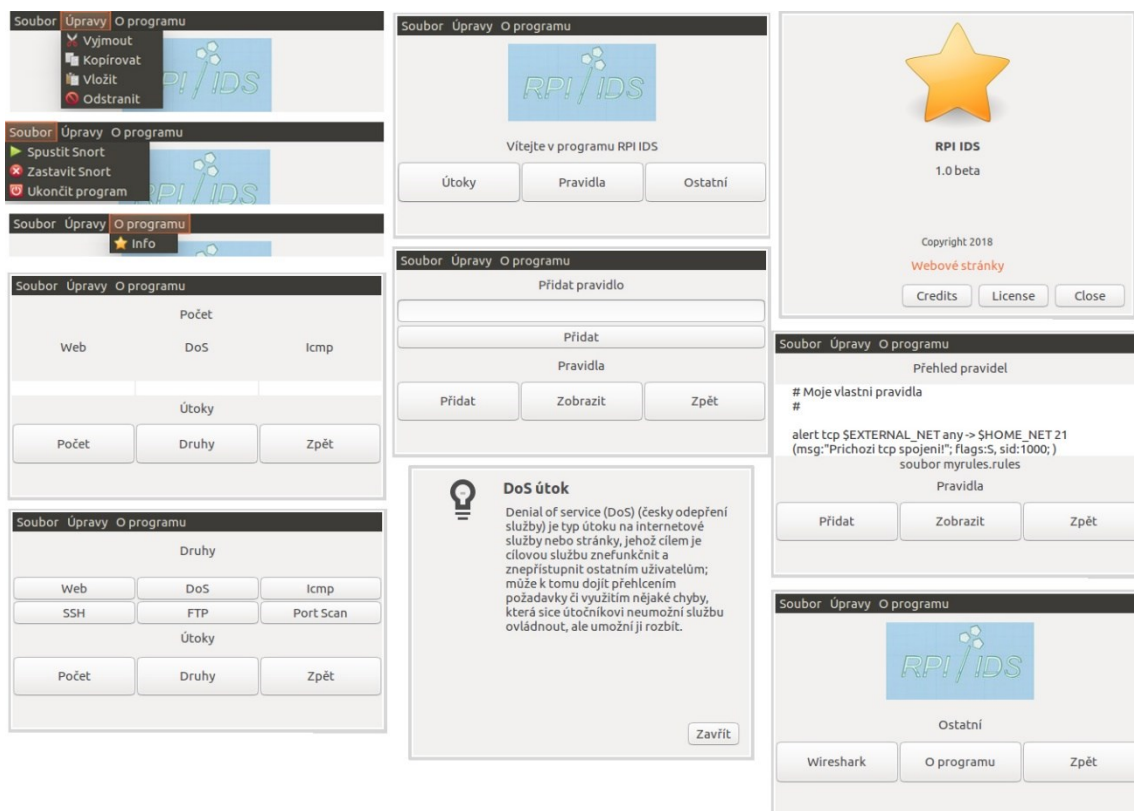 Soubor Úpravy O programu
Vyjmout
Kopírovat
Vložit
Odstranit
RPI IDS
Soubor Úpravy O programu
Spustit Snort
Zastavit Snort
Ukončit program
RPI IDS
Soubor Úpravy O programu
Info
Soubor Úpravy O programu
Počet
Web DoS Icmp
Útoky
Počet Druhy Zpět
Soubor Úpravy O programu
Druhy
Web DoS Icmp
SSH FTP Port Scan
Útoky
Počet Druhy Zpět
Soubor Úpravy O programu
RPI IDS
Vítejte v programu RPI IDS
Útoky Pravidla Ostatní
Soubor Úpravy O programu
Přidat pravidlo
Přidat
Pravidla
Přidat Zobrazit Zpět
DoS útok
Denial of service (DoS) (česky odepření
služby) je typ útoku na internetové
služby nebo stránky, jehož cílem je
cílovou službu znefunkčnit a
znepřístupnit ostatním uživatelům;
může k tomu dojít přehlcením
požadavky či využitím nějaké chyby,
která sice útočníkovi neumožní službu
ovládnout, ale umožní ji rozbít.
Zavřít
RPI IDS
1.0 beta
Copyright 2018
Webové stránky
Credits License Close
Soubor Úpravy O programu
Přehled pravidel
# Moje vlastni pravidla
#
alert tcp $EXTERNAL_NET any -> $HOME_NET 21
(msg:"Prichozi tcp spojeni!"; flags:S, sid:1000; )
soubor myrules.rules
Pravidla
Přidat Zobrazit Zpět
Soubor Úpravy O programu
RPI IDS
Ostatní
Wireshark O programu Zpět